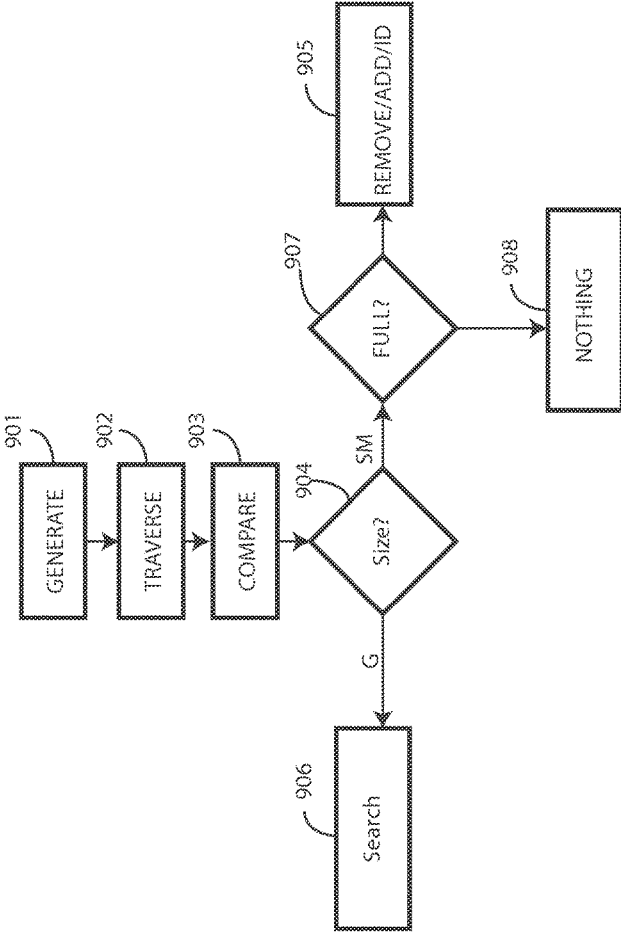 901
GENERATE
902
TRAVERSE
903
COMPARE
904
Size?
G
SM
906
Search
907
FULL?
905
REMOVE/ADD/ID
908
NOTHING